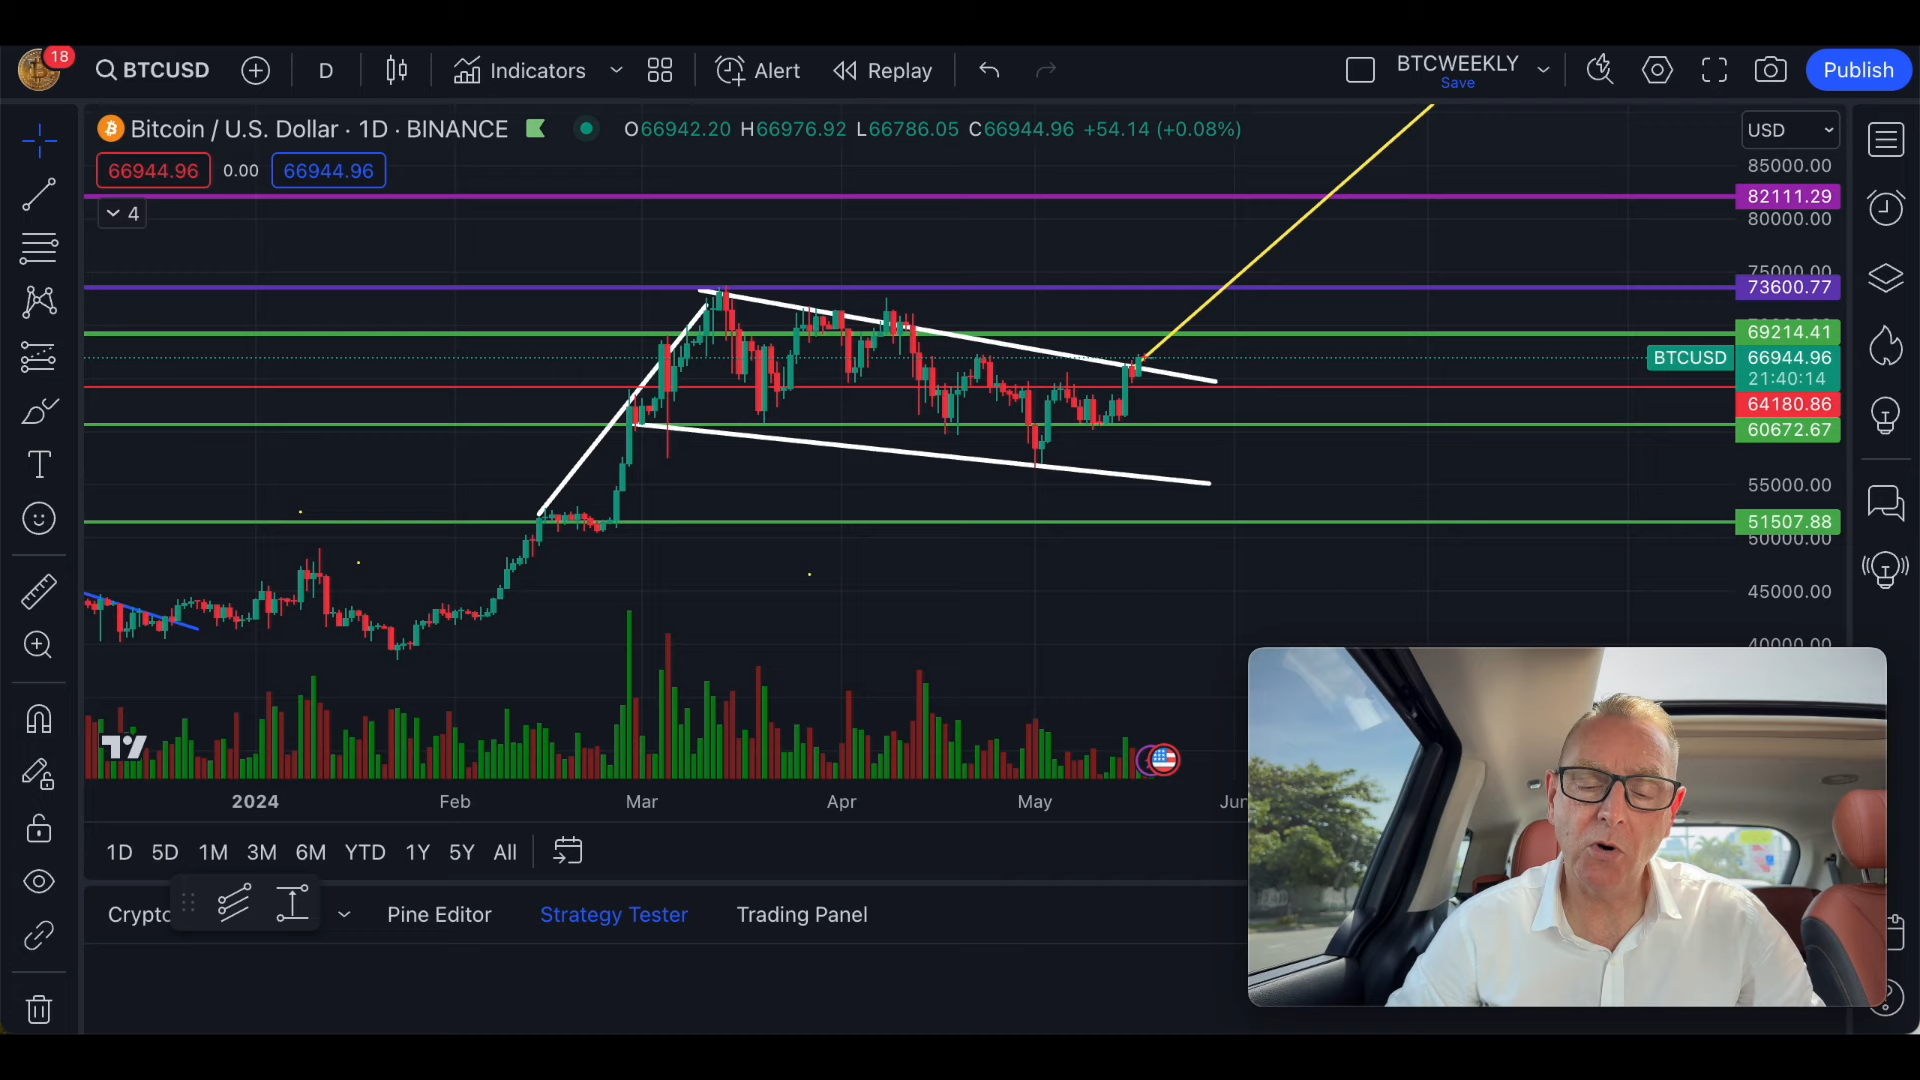 18
BTCUSD
D
Indicators
Alert
Replay
BTCWEEKLY
Save
Publish
Bitcoin / U.S. Dollar · 1D · BINANCE
O66942.20 H66976.92 L66786.05 C66944.96 +54.14 (+0.08%)
USD
66944.96 0.00 66944.96
4
85000.00
82111.29
80000.00
75000.00
73600.77
69214.41
BTCUSD 66944.96
21:40:14
64180.86
60672.67
55000.00
51507.88
50000.00
45000.00
40000.00
2024 Feb Mar Apr May Jun
1D 5D 1M 3M 6M YTD 1Y 5Y All
Crypto Pine Editor Strategy Tester Trading Panel